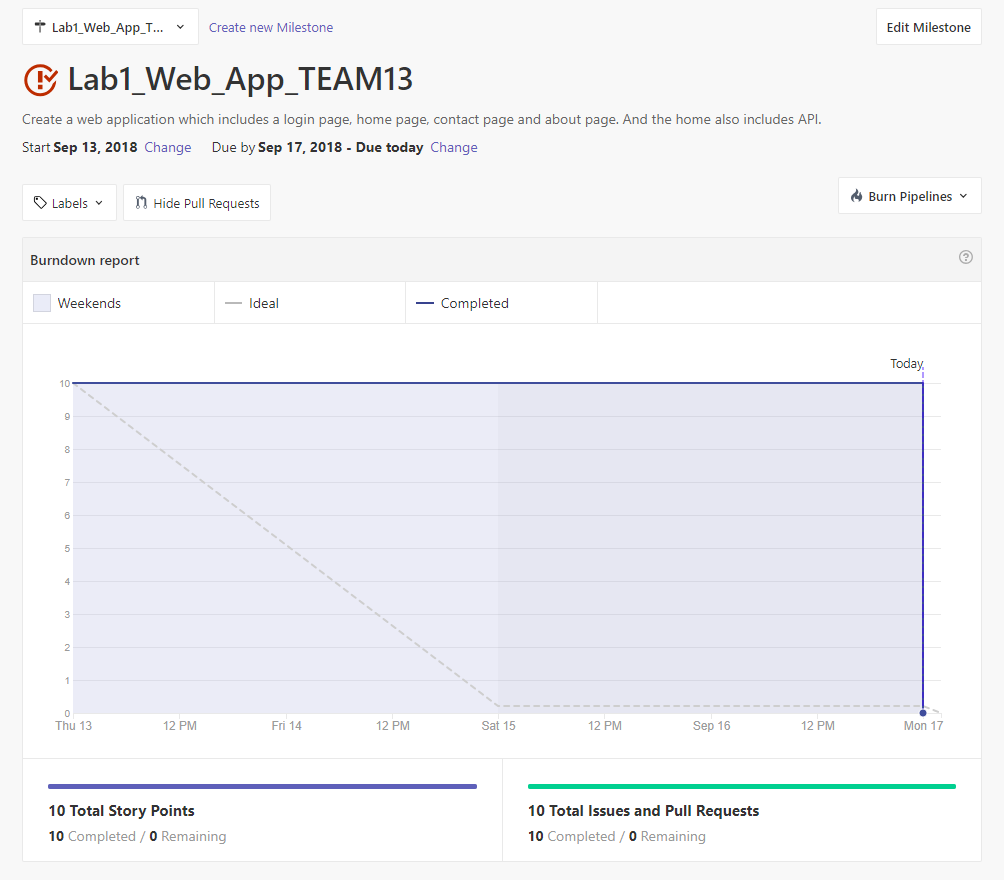 Lab1_Web_App_T... Create new Milestone Edit Milestone
Lab1_Web_App_TEAM13
Create a web application which includes a login page, home page, contact page and about page. And the home also includes API.
Start Sep 13, 2018 Change Due by Sep 17, 2018 - Due today Change
Labels Hide Pull Requests Burn Pipelines
Burndown report ?
Weekends Ideal Completed
Today
10
9
8
7
6
5
4
3
2
1
0
Thu 13 12 PM Fri 14 12 PM Sat 15 12 PM Sep 16 12 PM Mon 17
10 Total Story Points
10 Completed / 0 Remaining
10 Total Issues and Pull Requests
10 Completed / 0 Remaining